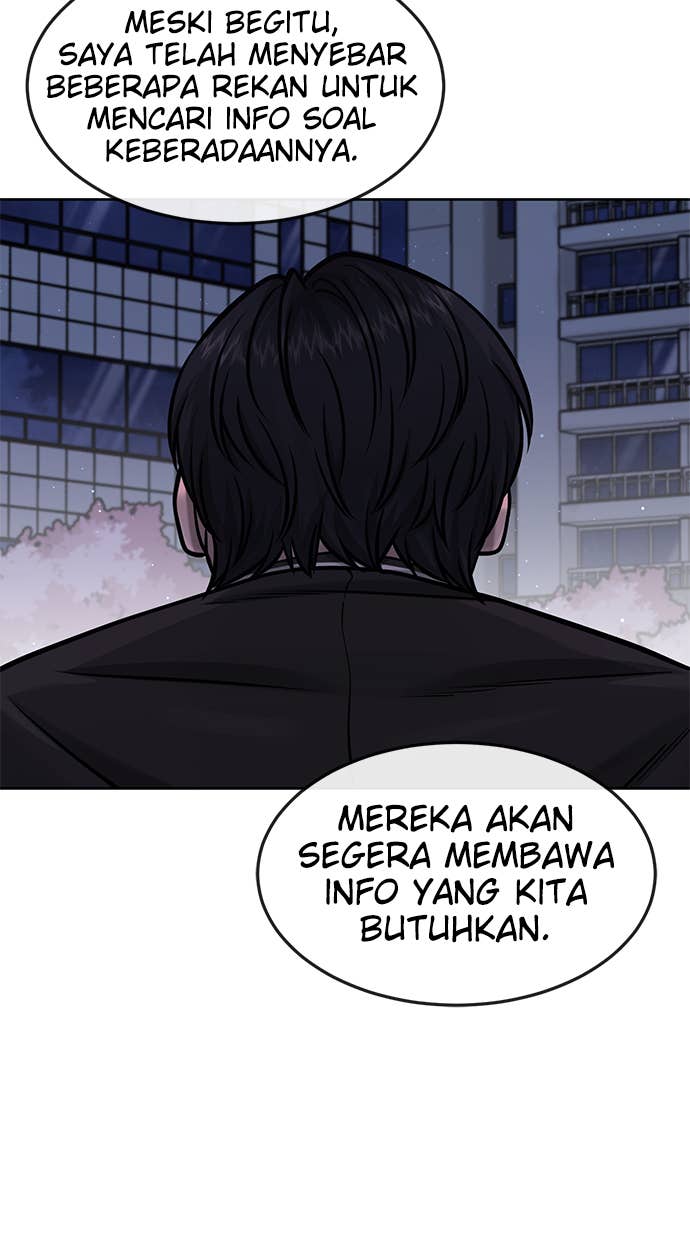 MESKI BEGITU,
SAYA TELAH MENYEBAR
BEBERAPA REKAN UNTUK
MENCARI INFO SOAL
KEBERADAANNYA.
MEREKA AKAN
SEGERA MEMBAWA
INFO YANG KITA
BUTUHKAN.